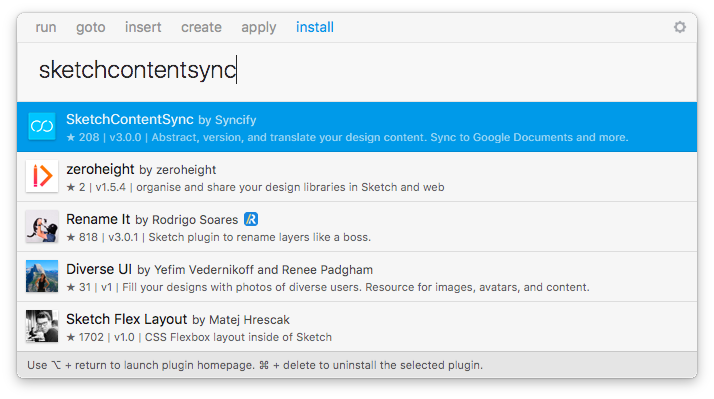 run goto insert create apply install
sketchcontentsync
SketchContentSync by Syncify
★ 208 | v3.0.0 | Abstract, version, and translate your design content. Sync to Google Documents and more.
zeroheight by zeroheight
★ 2 | v1.5.4 | organise and share your design libraries in Sketch and web
Rename It by Rodrigo Soares
★ 818 | v3.0.1 | Sketch plugin to rename layers like a boss.
Diverse UI by Yefim Vedernikoff and Renee Padgham
★ 31 | v1 | Fill your designs with photos of diverse users. Resource for images, avatars, and content.
Sketch Flex Layout by Matej Hrescak
★ 1702 | v1.0 | CSS Flexbox layout inside of Sketch
Use ⌥ + return to launch plugin homepage. ⌘ + delete to uninstall the selected plugin.